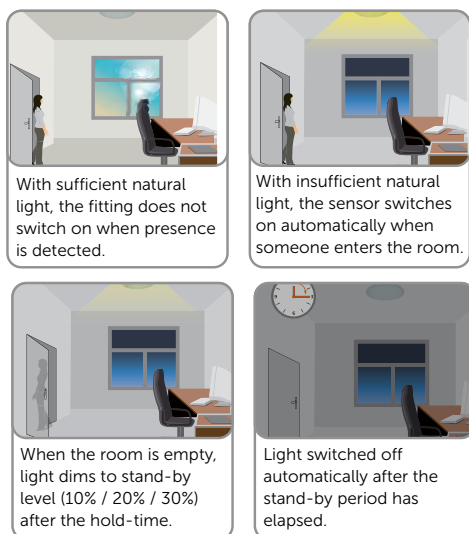 With sufficient natural
light, the fitting does not
switch on when presence
is detected.
With insufficient natural
light, the sensor switches
on automatically when
someone enters the room.
When the room is empty,
light dims to stand-by
level (10% / 20% / 30%)
after the hold-time.
Light switched off
automatically after the
stand-by period has
elapsed.